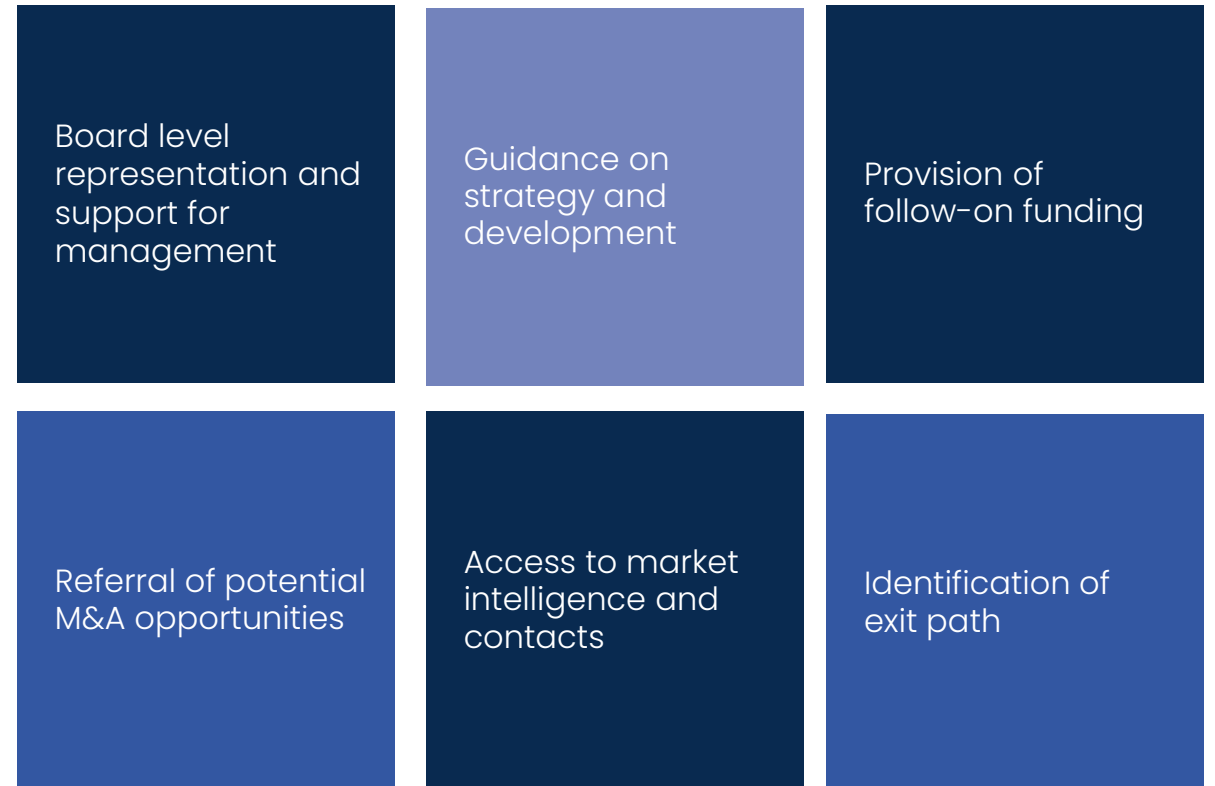 Board level
representation and
support for
management
Guidance on
strategy and
development
Provision of
follow-on funding
Referral of potential
M&A opportunities
Access to market
intelligence and
contacts
Identification of
exit path